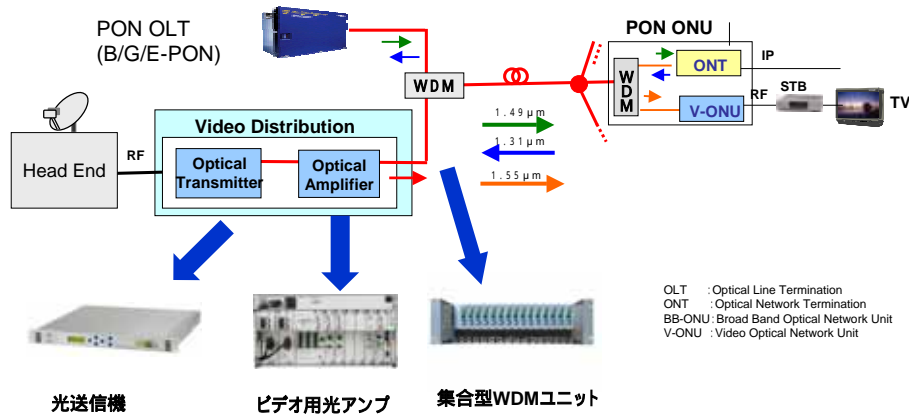 PON OLT
(B/G/E-PON)
WDM
PON ONU
WDM
ONT
IP
V-ONU
RF
STB
TV
Head End
RF
Video Distribution
Optical
Transmitter
Optical
Amplifier
1.49μm
1.31μm
1.55μm
光送信機
ビデオ用光アンプ
集合型WDMユニット
OLT :Optical Line Termination
ONT :Optical Network Termination
BB-ONU:Broad Band Optical Network Unit
V-ONU :Video Optical Network Unit